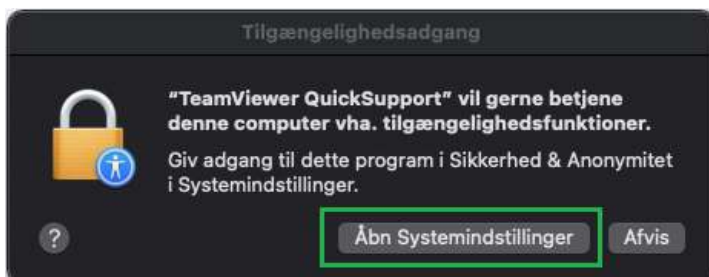 Tilgængelighedsadgang
“TeamViewer QuickSupport” vil gerne betjene
denne computer vha. tilgængelighedsfunktioner.
Giv adgang til dette program i Sikkerhed & Anonymitet
i Systemindstillinger.
? Åbn Systemindstillinger Afvis